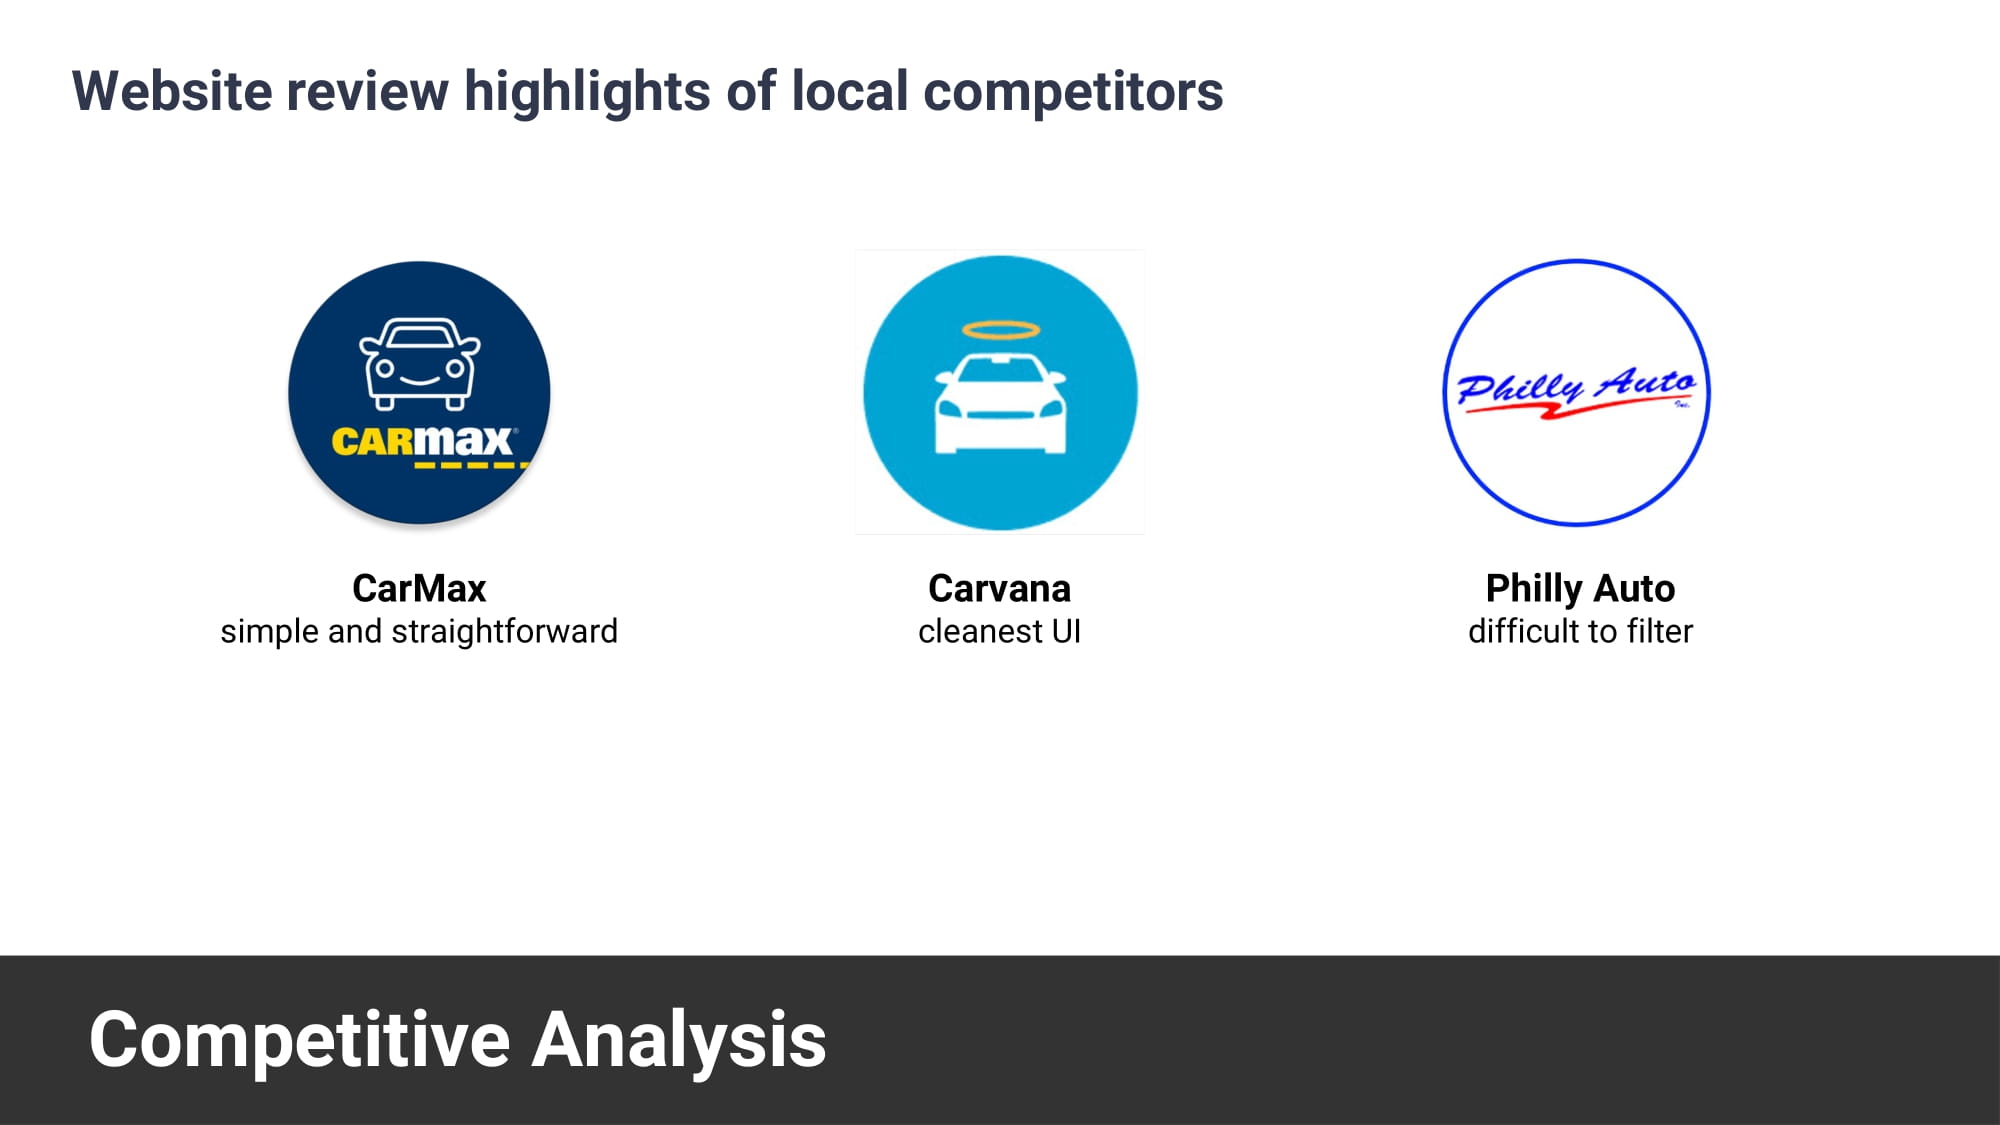 Website review highlights of local competitors
CARmax®
Philly Auto
Inc.
CarMax
simple and straightforward
Carvana
cleanest UI
Philly Auto
difficult to filter
Competitive Analysis